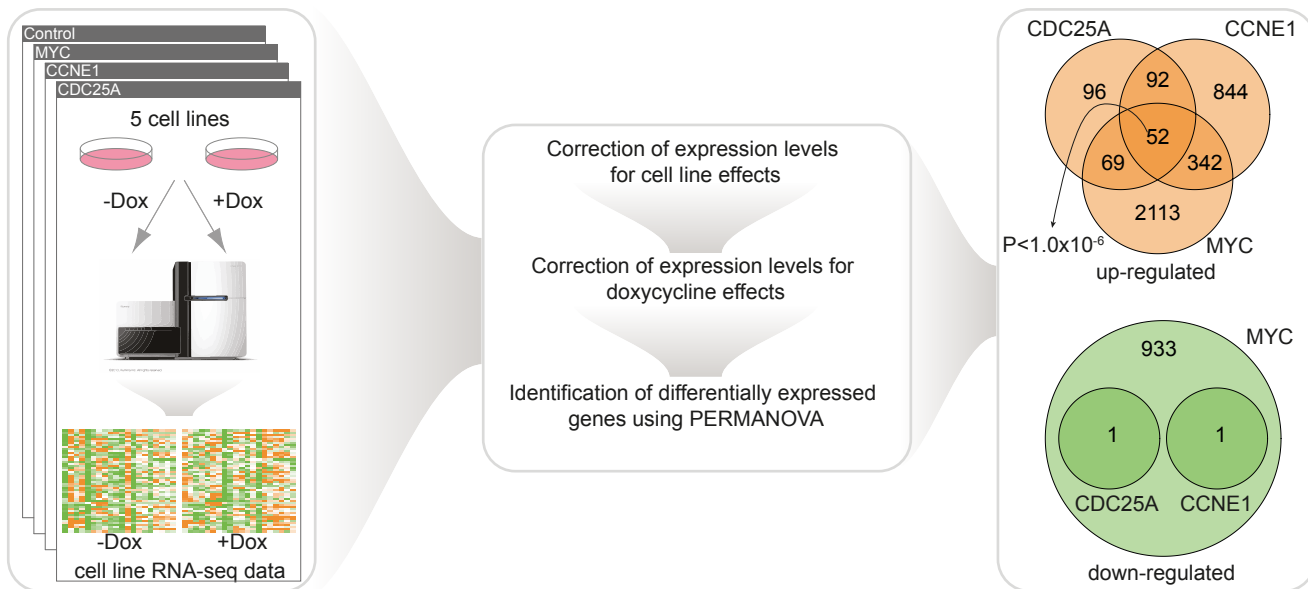 Control
MYC
CCNE1
CDC25A
5 cell lines
-Dox
+Dox
-Dox
+Dox
cell line RNA-seq data
Correction of expression levels
for cell line effects
Correction of expression levels for
doxycycline effects
Identification of differentially expressed
genes using PERMANOVA
CDC25A
CCNE1
96
92
844
52
69
342
2113
P<1.0x10⁻⁶
MYC
up-regulated
MYC
933
1
1
CDC25A
CCNE1
down-regulated